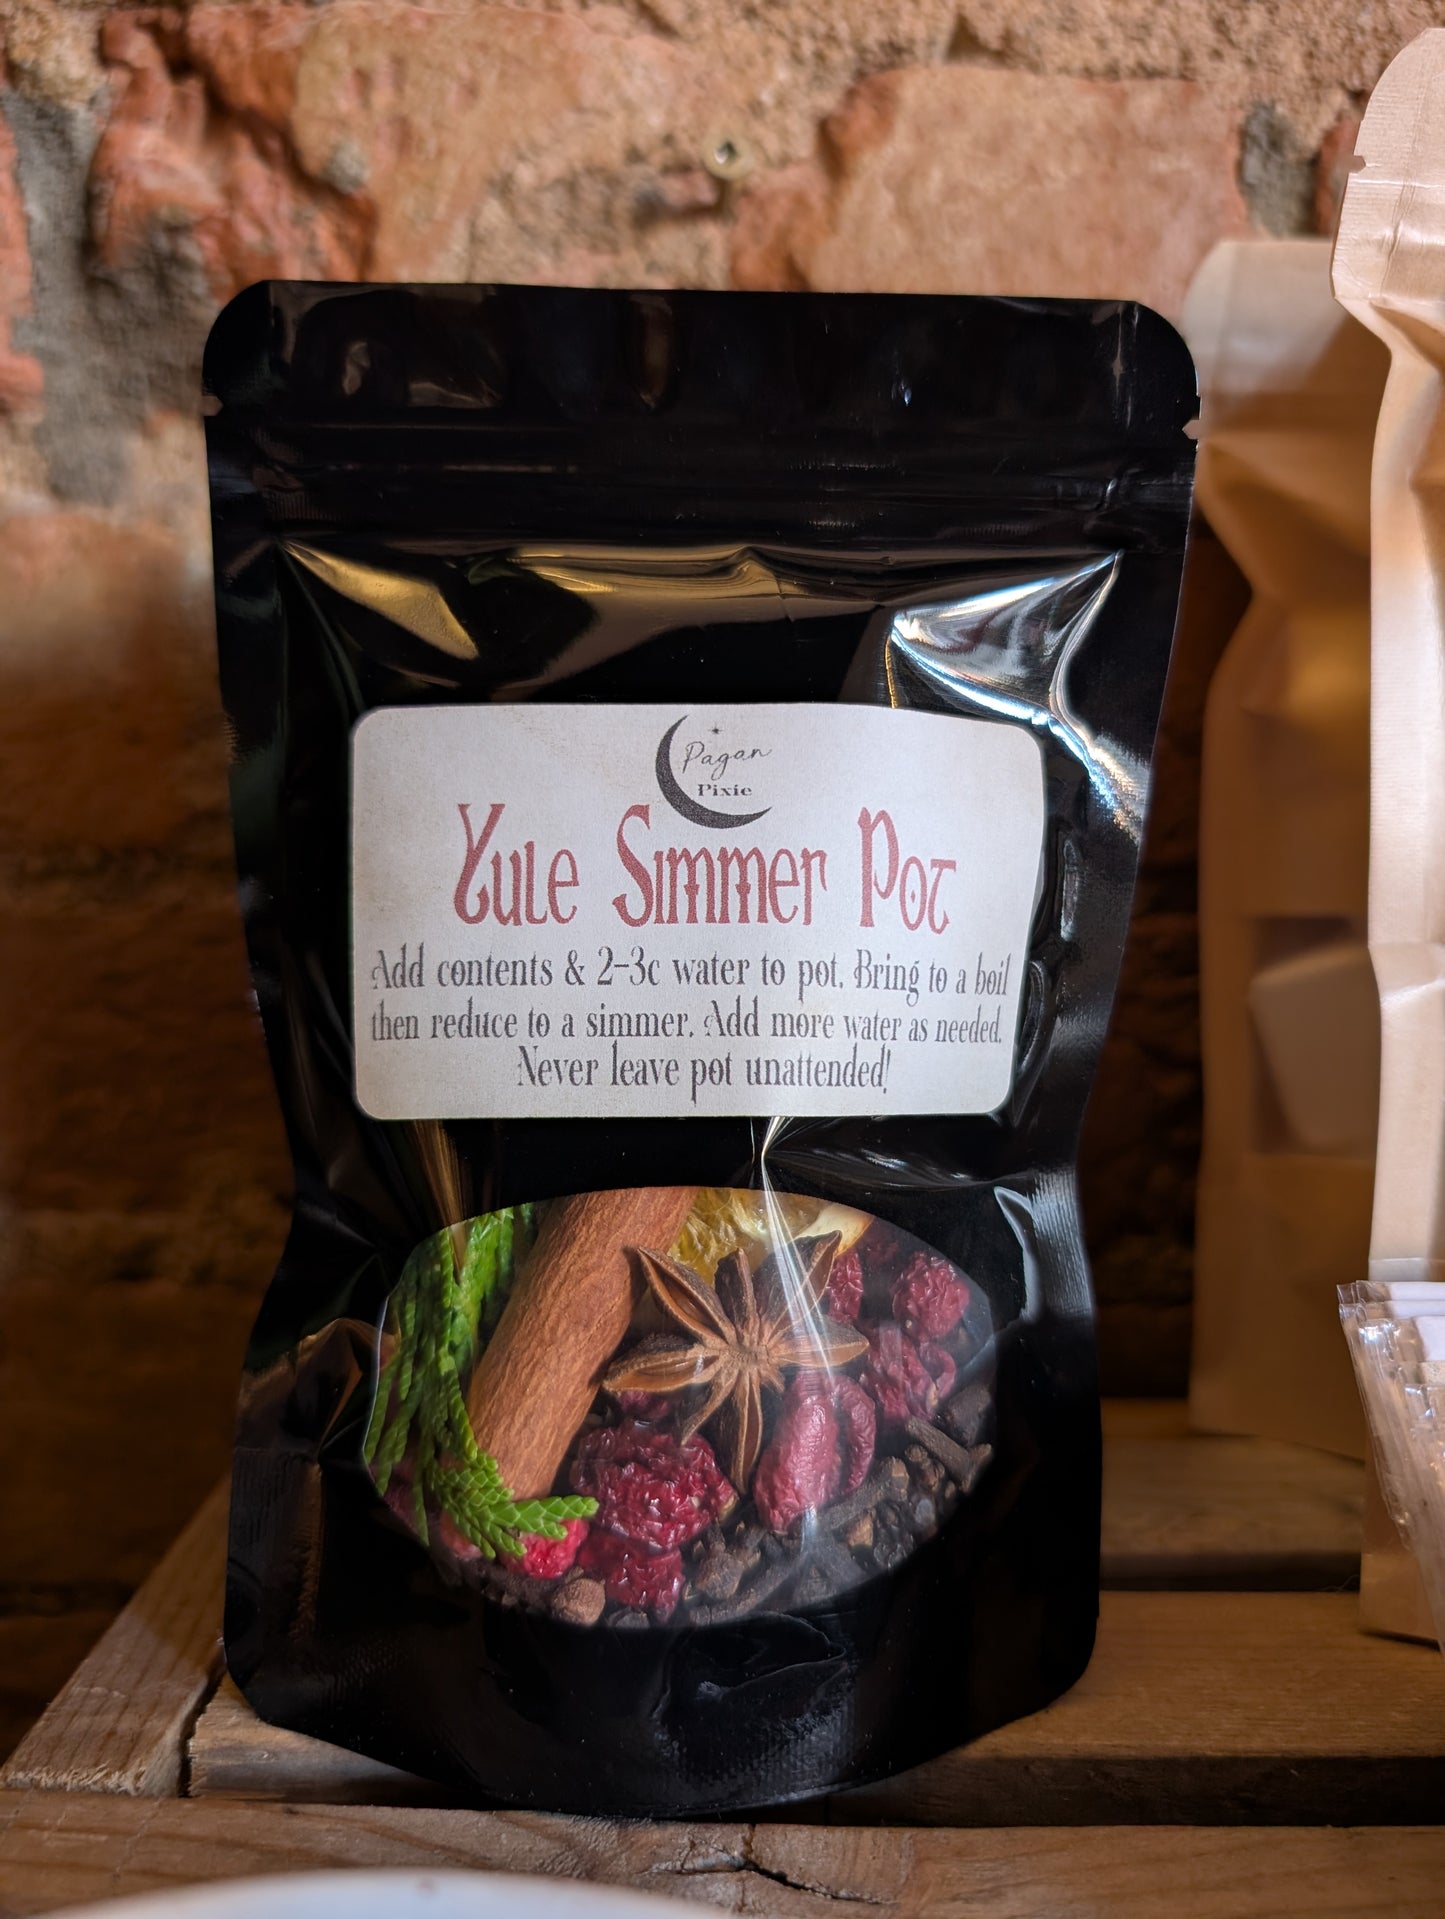 Pagan
Pixie
Yule Simmer Pot
Add contents & 2-3c water to pot. Bring to a boil
then reduce to a simmer. Add more water as needed.
Never leave pot unattended!